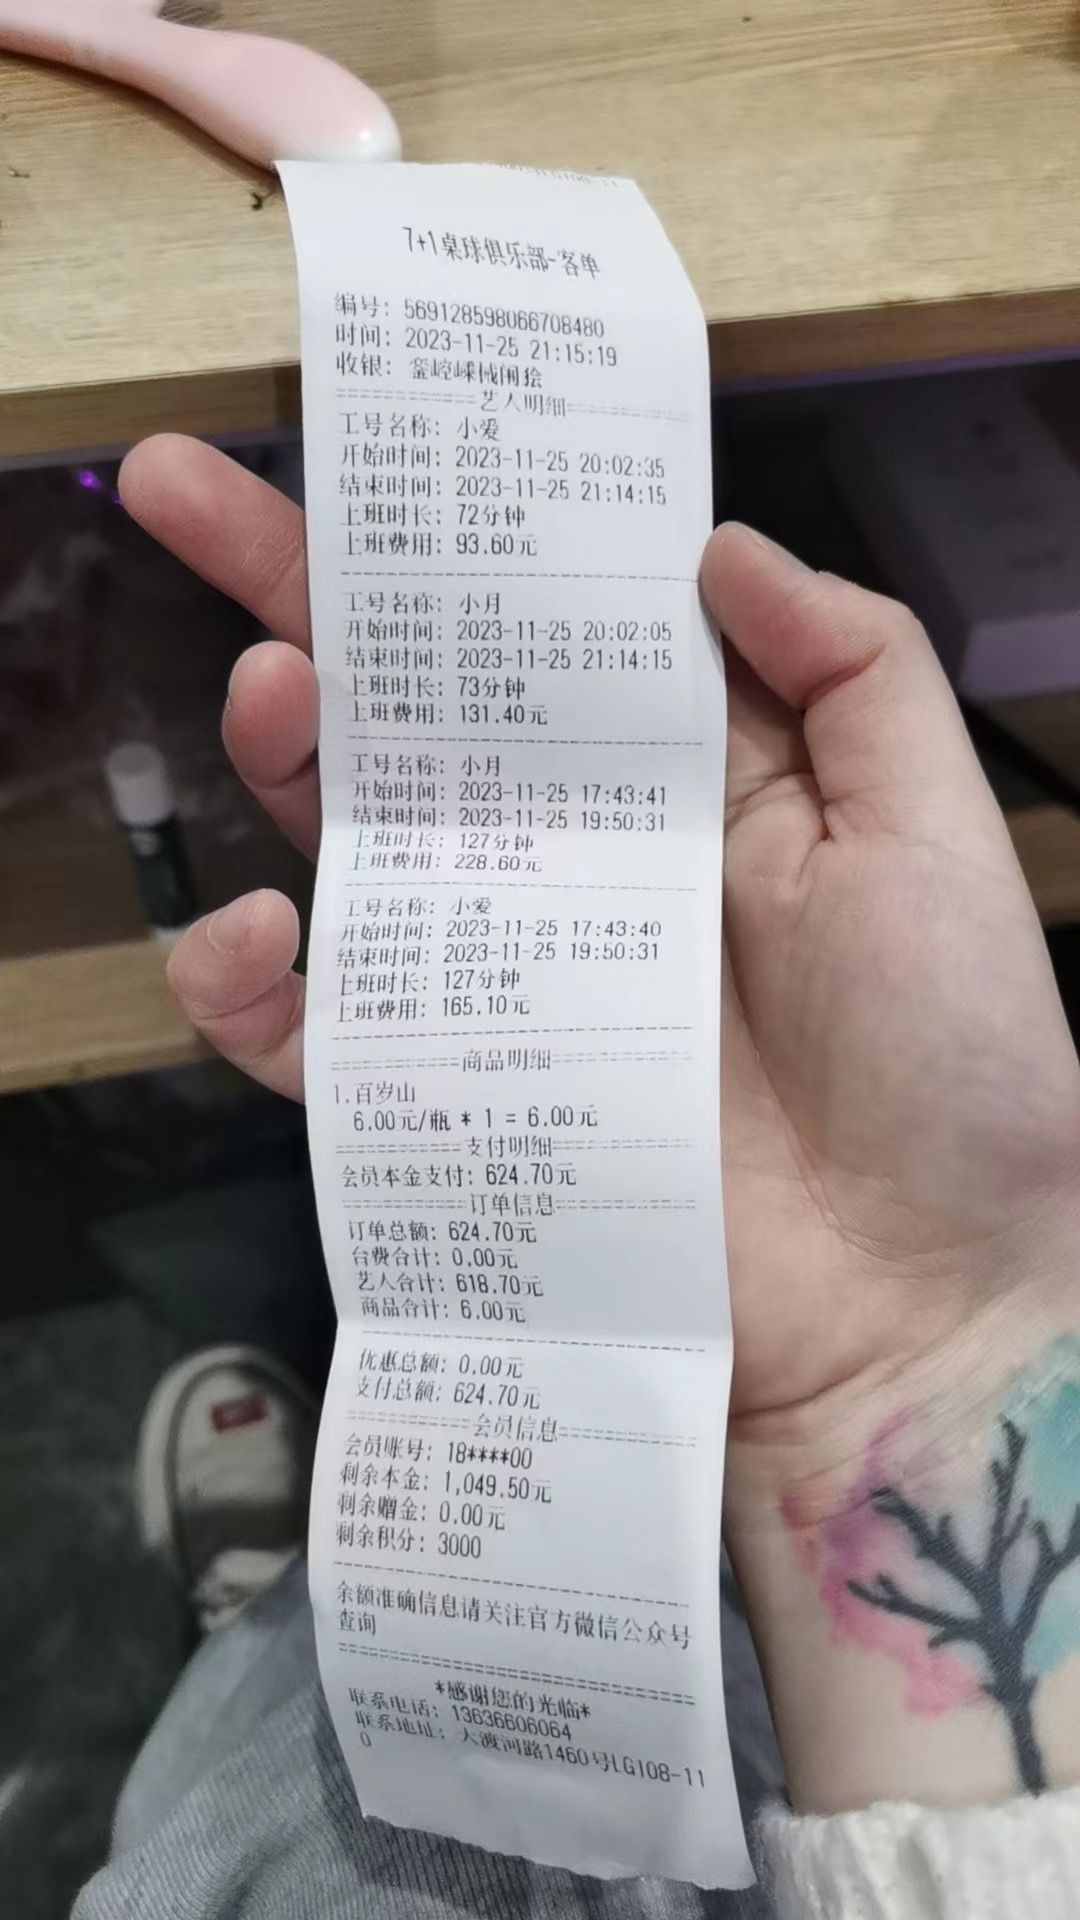 7+1桌球俱乐部-客单
编号: 569128598066708480
时间: 2023-11-25 21:15:19
收银:
艺人明细
工号名称: 小爱
开始时间: 2023-11-25 20:02:35
结束时间: 2023-11-25 21:14:15
上班时长: 72分钟
上班费用: 93.60元
工号名称: 小月
开始时间: 2023-11-25 20:02:05
结束时间: 2023-11-25 21:14:15
上班时长: 73分钟
上班费用: 131.40元
工号名称: 小月
开始时间: 2023-11-25 17:43:41
结束时间: 2023-11-25 19:50:31
上班时长: 127分钟
上班费用: 228.60元
工号名称: 小爱
开始时间: 2023-11-25 17:43:40
结束时间: 2023-11-25 19:50:31
上班时长: 127分钟
上班费用: 165.10元
商品明细
1.百岁山
6.00元/瓶 * 1 = 6.00元
支付明细
会员本金支付: 624.70元
订单信息
订单总额: 624.70元
台费合计: 0.00元
艺人合计: 618.70元
商品合计: 6.00元
优惠总额: 0.00元
支付总额: 624.70元
会员信息
会员账号: 18****00
剩余本金: 1,049.50元
剩余赠金: 0.00元
剩余积分: 3000
余额准确信息请关注官方微信公众号
查询
*感谢您的光临*
联系电话: 13636606064
联系地址: 大渡河路1460号LG108-11
0